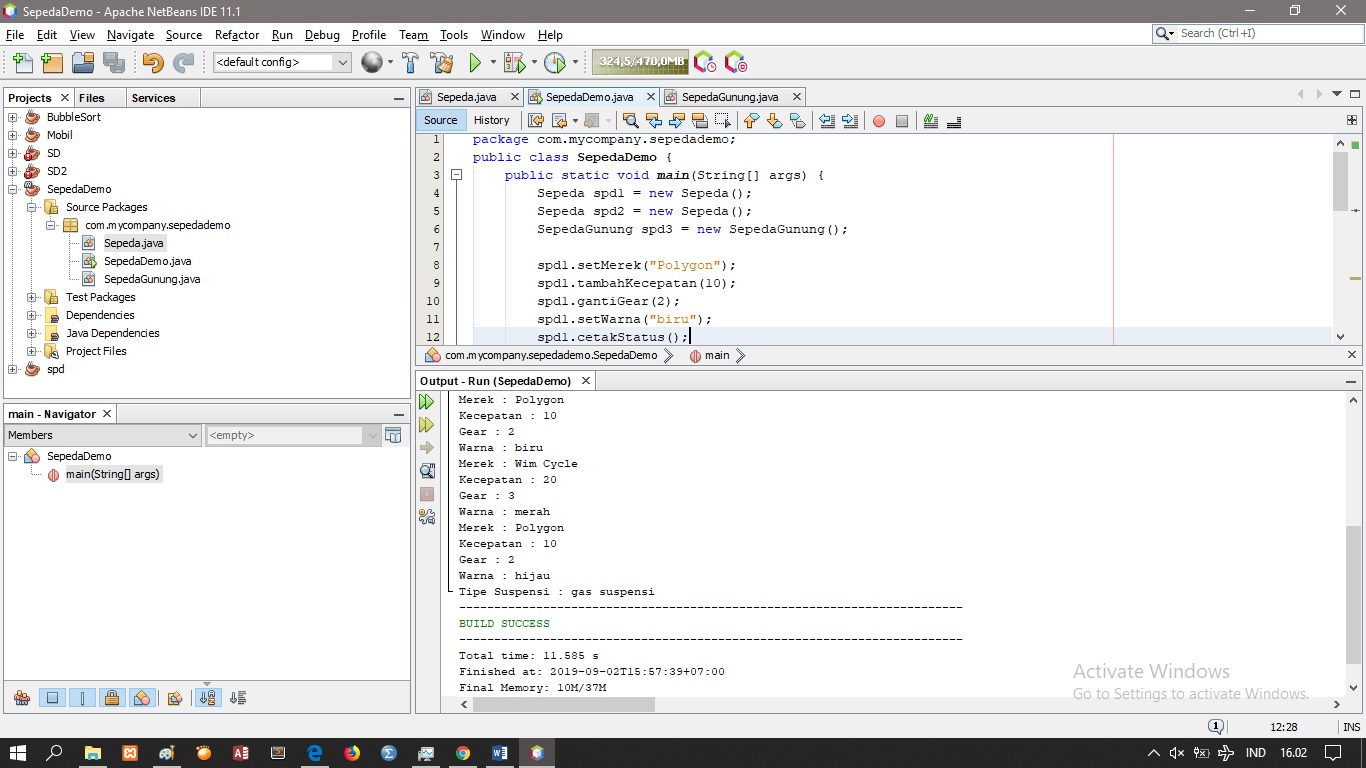 SepedaDemo - Apache NetBeans IDE 11.1
File Edit View Navigate Source Refactor Run Debug Profile Team Tools Window Help
Search (Ctrl+I)
<default config>
324,5/470,0MB
Projects Files Services
BubbleSort
Mobil
SD
SD2
SepedaDemo
Source Packages
com.mycompany.sepedademo
Sepeda.java
SepedaDemo.java
SepedaGunung.java
Test Packages
Dependencies
Java Dependencies
Project Files
spd
main - Navigator
Members
<empty>
SepedaDemo
main(String[] args)
Sepeda.java SepedaDemo.java SepedaGunung.java
Source History
1 package com.mycompany.sepedademo;
2 public class SepedaDemo {
3 public static void main(String[] args) {
4 Sepeda spd1 = new Sepeda();
5 Sepeda spd2 = new Sepeda();
6 SepedaGunung spd3 = new SepedaGunung();
7
8 spd1.setMerek("Polygon");
9 spd1.tambahKecepatan(10);
10 spd1.gantiGear(2);
11 spd1.setWarna("biru");
12 spd1.cetakStatus();
com.mycompany.sepedademo.SepedaDemo main
Output - Run (SepedaDemo)
Merek : Polygon
Kecepatan : 10
Gear : 2
Warna : biru
Merek : Wim Cycle
Kecepatan : 20
Gear : 3
Warna : merah
Merek : Polygon
Kecepatan : 10
Gear : 2
Warna : hijau
Tipe Suspensi : gas suspensi
------------------------------------------------------------------------
BUILD SUCCESS
------------------------------------------------------------------------
Total time: 11.585 s
Finished at: 2019-09-02T15:57:39+07:00
Final Memory: 10M/37M
Activate Windows
Go to Settings to activate Windows.
1 12:28 INS
IND 16.02